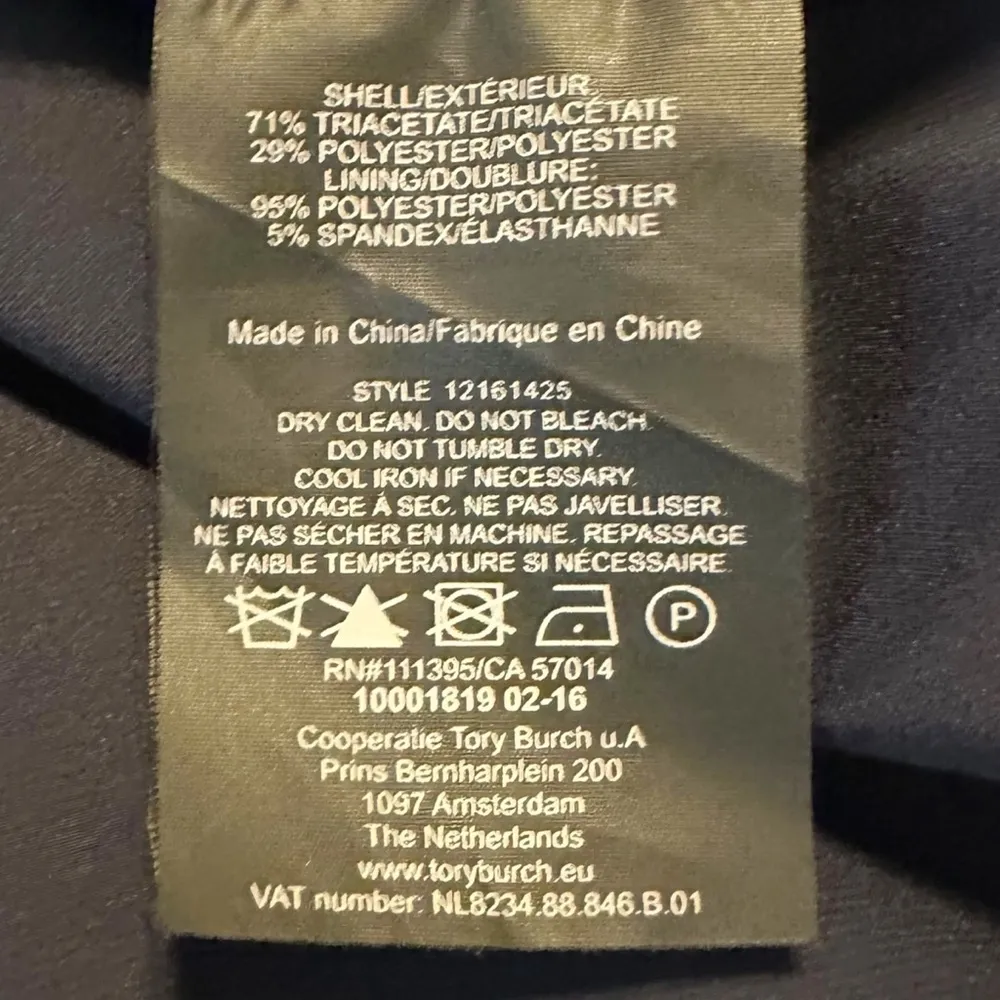 SHELL/EXTÉRIEUR
71% TRIACETATE/TRIACÉTATE
29% POLYESTER/POLYESTER
LINING/DOUBLURE:
95% POLYESTER/POLYESTER
5% SPANDEX/ÉLASTHANNE
Made in China/Fabrique en Chine
STYLE 12161425
DRY CLEAN. DO NOT BLEACH.
DO NOT TUMBLE DRY.
COOL IRON IF NECESSARY.
NETTOYAGE À SEC. NE PAS JAVELLISER.
NE PAS SÉCHER EN MACHINE. REPASSAGE
À FAIBLE TEMPÉRATURE SI NÉCESSAIRE.
P
RN#111395/CA 57014
10001819 02-16
Cooperatie Tory Burch u.A
Prins Bernharplein 200
1097 Amsterdam
The Netherlands
www.toryburch.eu
VAT number: NL8234.88.846.B.01